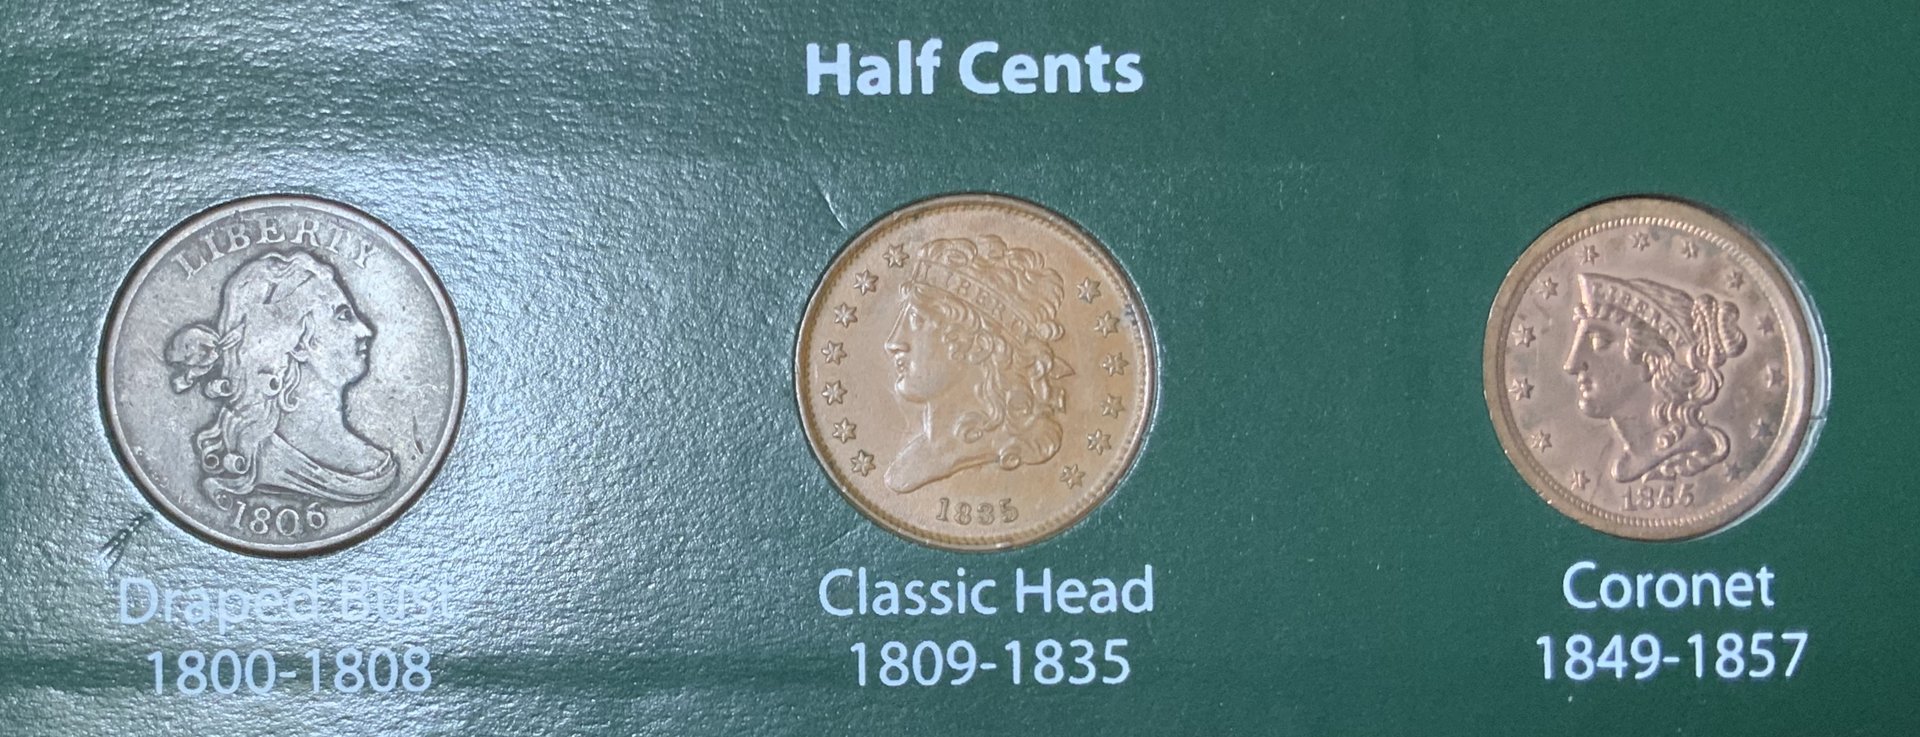 Half Cents
LIBERTY
1806
Draped Bust
1800-1808
LIBERTY
1835
Classic Head
1809-1835
LIBERTY
1855
Coronet
1849-1857